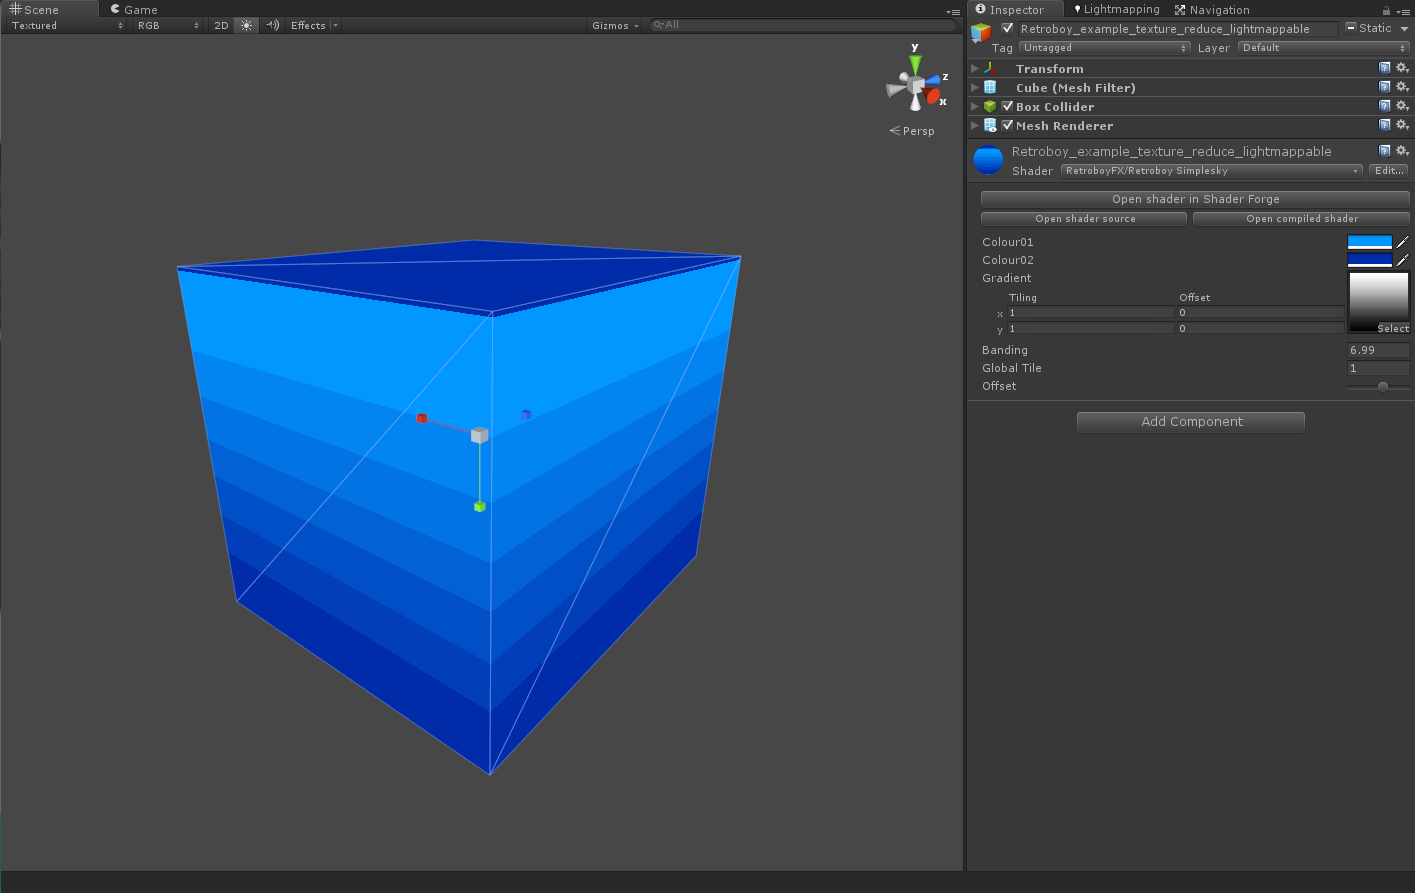 Scene Game
Textured RGB 2D Effects Gizmos All
y
z
x
Persp
Inspector Lightmapping Navigation
Retroboy_example_texture_reduce_lightmappable Static
Tag Untagged Layer Default
Transform
Cube (Mesh Filter)
Box Collider
Mesh Renderer
Retroboy_example_texture_reduce_lightmappable
Shader RetroboyFX/Retroboy Simplesky Edit...
Open shader in Shader Forge
Open shader source Open compiled shader
Colour01
Colour02
Gradient
Tiling Offset
x 1 0
y 1 0 Select
Banding 6.99
Global Tile 1
Offset
Add Component